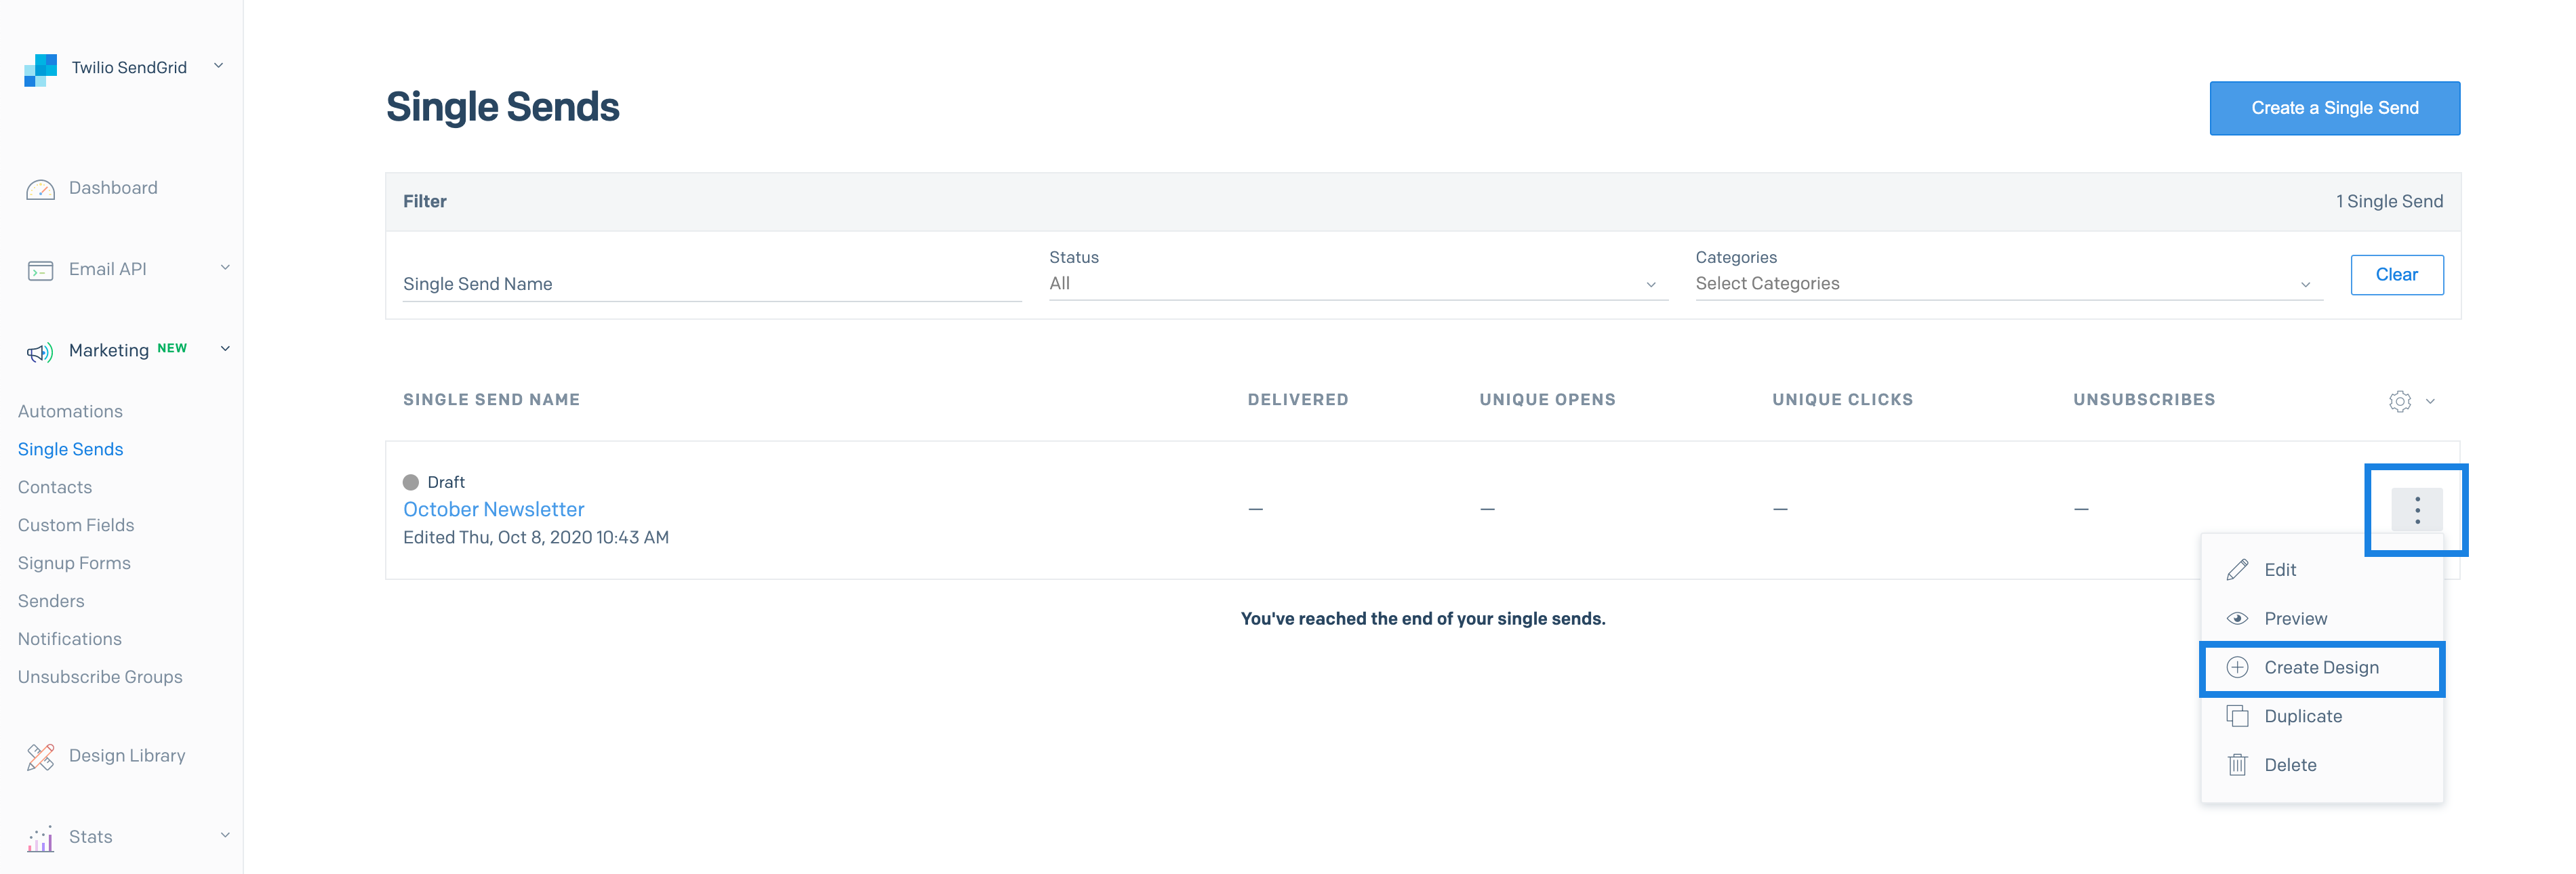 Twilio SendGrid
Dashboard
Email API
Marketing NEW
Automations
Single Sends
Contacts
Custom Fields
Signup Forms
Senders
Notifications
Unsubscribe Groups
Design Library
Stats
Single Sends
Create a Single Send
Filter
1 Single Send
Single Send Name
Status
All
Categories
Select Categories
Clear
SINGLE SEND NAME DELIVERED UNIQUE OPENS UNIQUE CLICKS UNSUBSCRIBES
Draft
October Newsletter — — — —
Edited Thu, Oct 8, 2020 10:43 AM
You've reached the end of your single sends.
Edit
Preview
Create Design
Duplicate
Delete